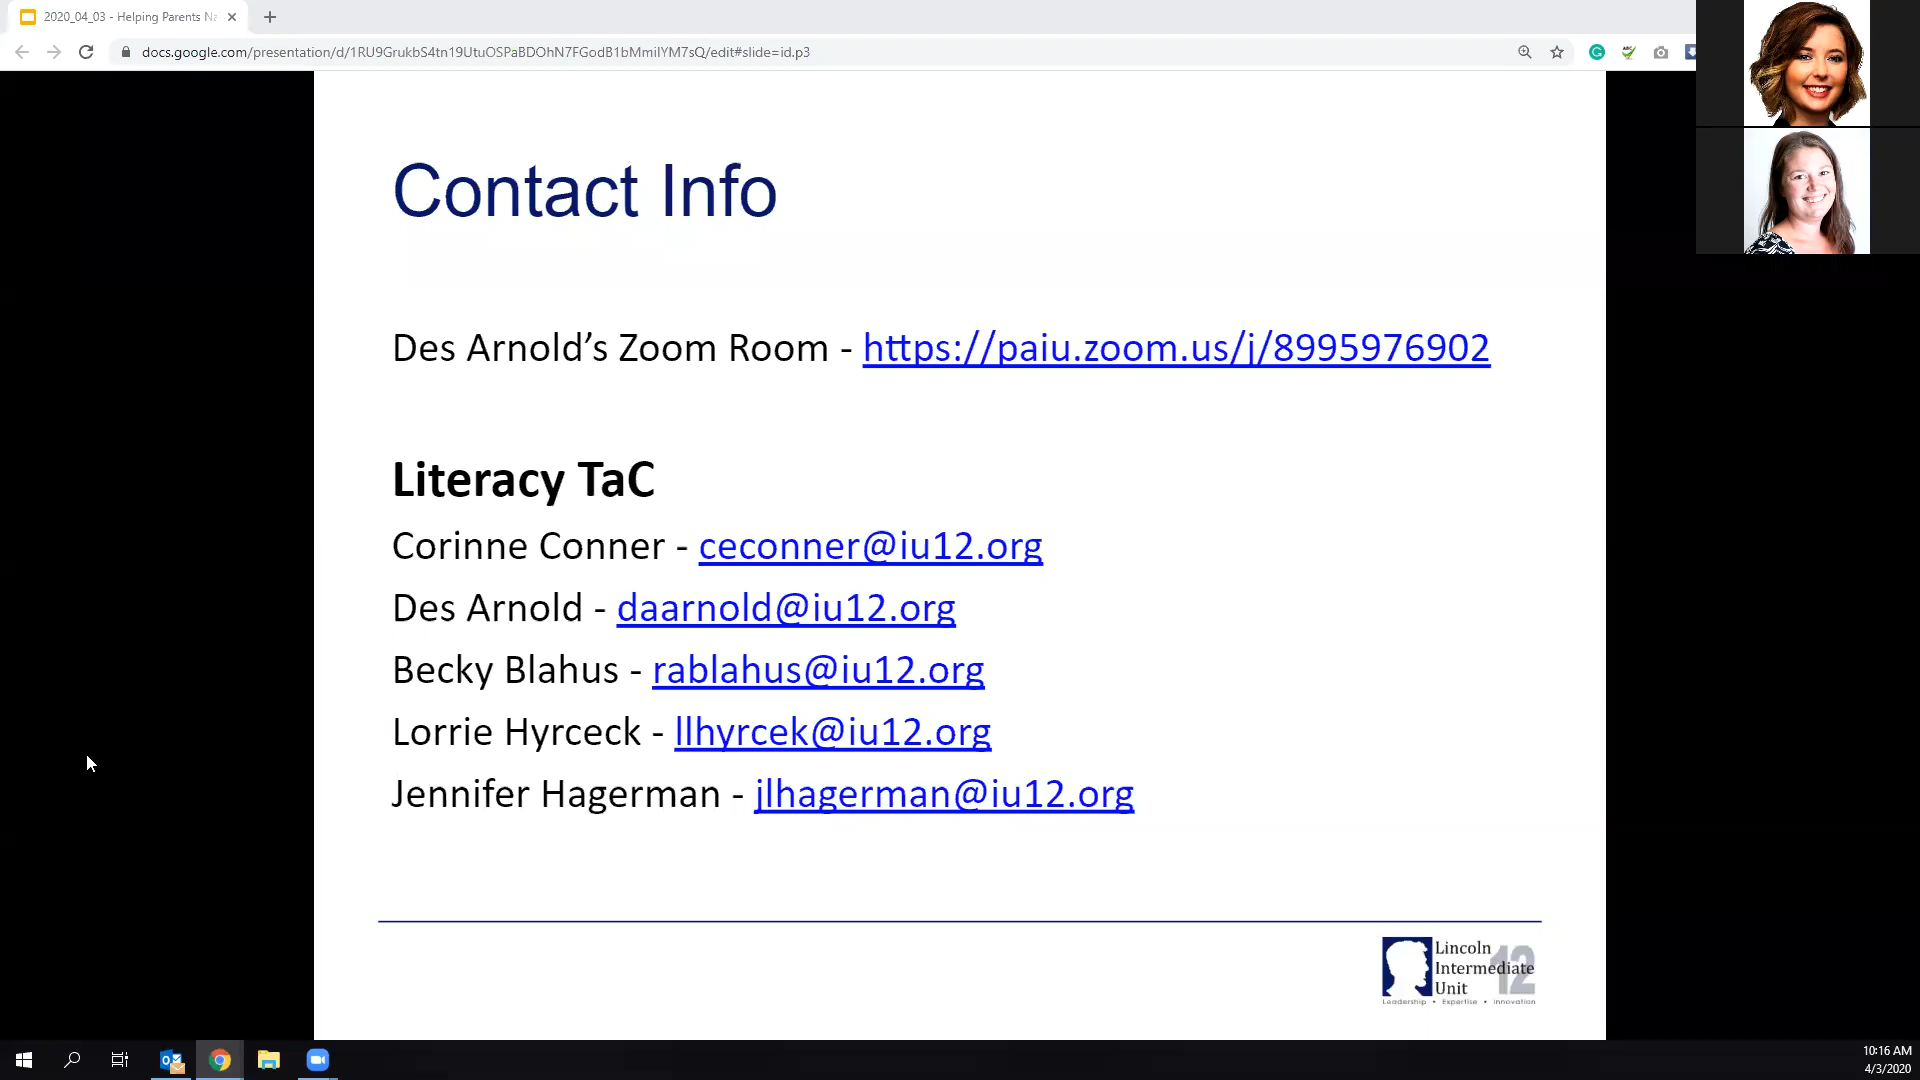 2020_04_03 - Helping Parents Na
docs.google.com/presentation/d/1RU9GrukbS4tn19UtuOSPaBDOhN7FGodB1bMmiIYM7sQ/edit#slide=id.p3
Contact Info
Des Arnold’s Zoom Room - https://paiu.zoom.us/j/8995976902
Literacy TaC
Corinne Conner - ceconner@iu12.org
Des Arnold - daarnold@iu12.org
Becky Blahus - rablahus@iu12.org
Lorrie Hyrceck - llhyrcek@iu12.org
Jennifer Hagerman - jlhagerman@iu12.org
Lincoln
Intermediate
Unit
12
Leadership • Expertise • Innovation
10:16 AM
4/3/2020